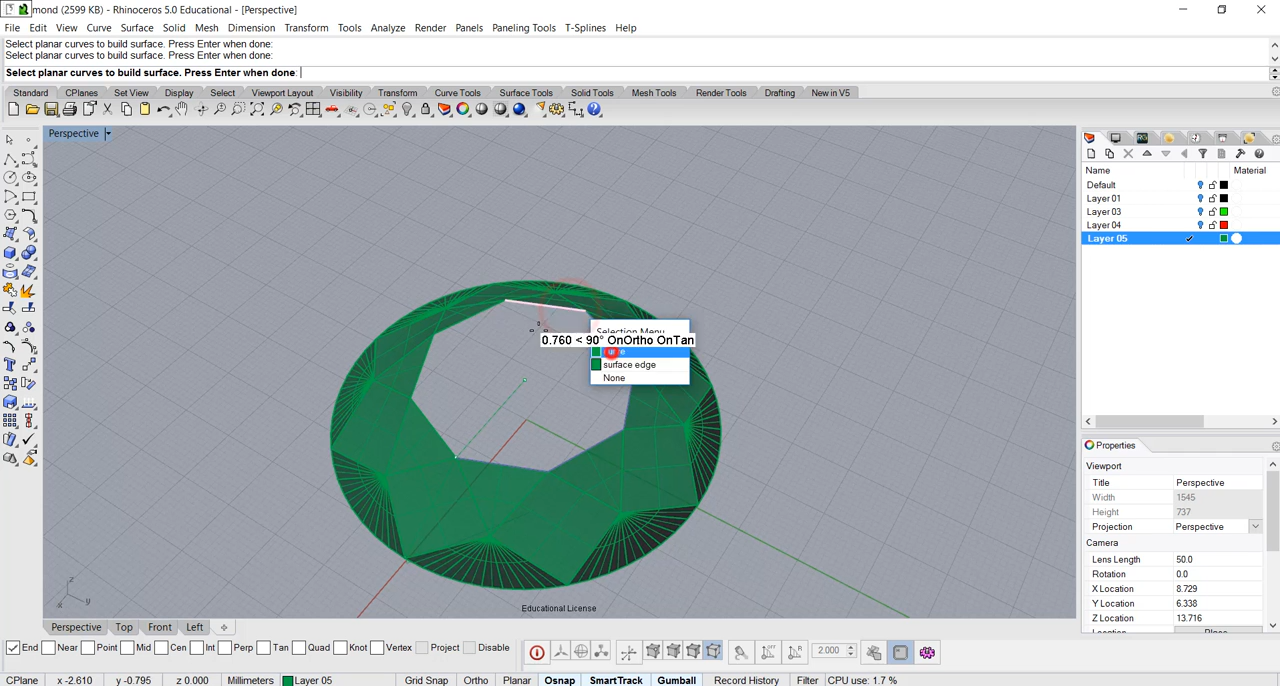 mond (2599 KB) - Rhinoceros 5.0 Educational - [Perspective]
File Edit View Curve Surface Solid Mesh Dimension Transform Tools Analyze Render Panels Paneling Tools T-Splines Help
Select planar curves to build surface. Press Enter when done:
Select planar curves to build surface. Press Enter when done:
Select planar curves to build surface. Press Enter when done:
Standard CPlanes Set View Display Select Viewport Layout Visibility Transform Curve Tools Surface Tools Solid Tools Mesh Tools Render Tools Drafting New in V5
Perspective
Name Material
Default
Layer 01
Layer 03
Layer 04
Layer 05
Selection Menu
0.760 < 90° OnOrtho OnTan
surface edge
None
Properties
Viewport
Title Perspective
Width 1545
Height 737
Projection Perspective
Camera
Lens Length 50.0
Rotation 0.0
X Location 8.729
Y Location 6.338
Z Location 13.716
z
x y
Educational License
Perspective Top Front Left
End Near Point Mid Cen Int Perp Tan Quad Knot Vertex Project Disable
2.000
CPlane x -2.610 y -0.795 z 0.000 Millimeters Layer 05 Grid Snap Ortho Planar Osnap SmartTrack Gumball Record History Filter CPU use: 1.7 %